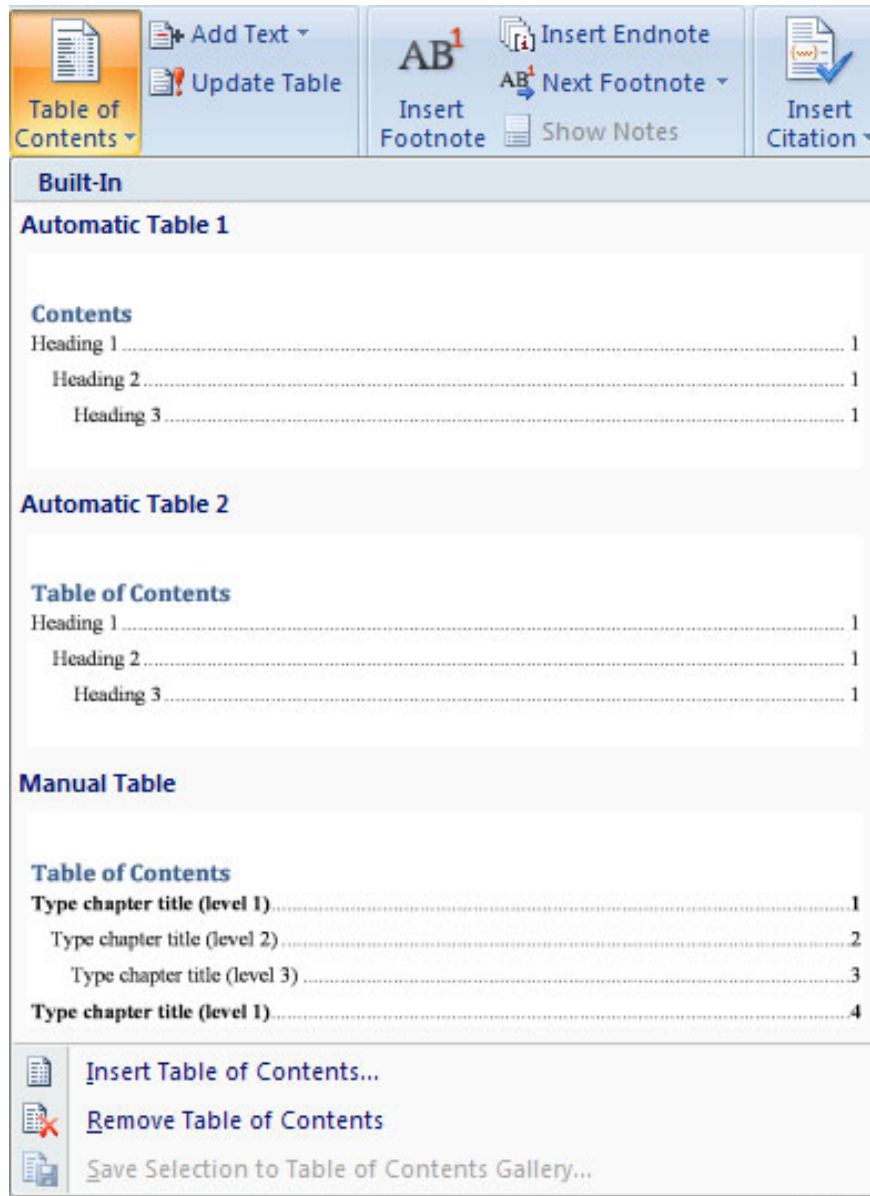 Add Text
Update Table
Table of
Contents
AB1
Insert
Footnote
Insert Endnote
AB1 Next Footnote
Show Notes
Insert
Citation
Built-In
Automatic Table 1
Contents
Heading 1 1
Heading 2 1
Heading 3 1
Automatic Table 2
Table of Contents
Heading 1 1
Heading 2 1
Heading 3 1
Manual Table
Table of Contents
Type chapter title (level 1) 1
Type chapter title (level 2) 2
Type chapter title (level 3) 3
Type chapter title (level 1) 4
Insert Table of Contents...
Remove Table of Contents
Save Selection to Table of Contents Gallery...